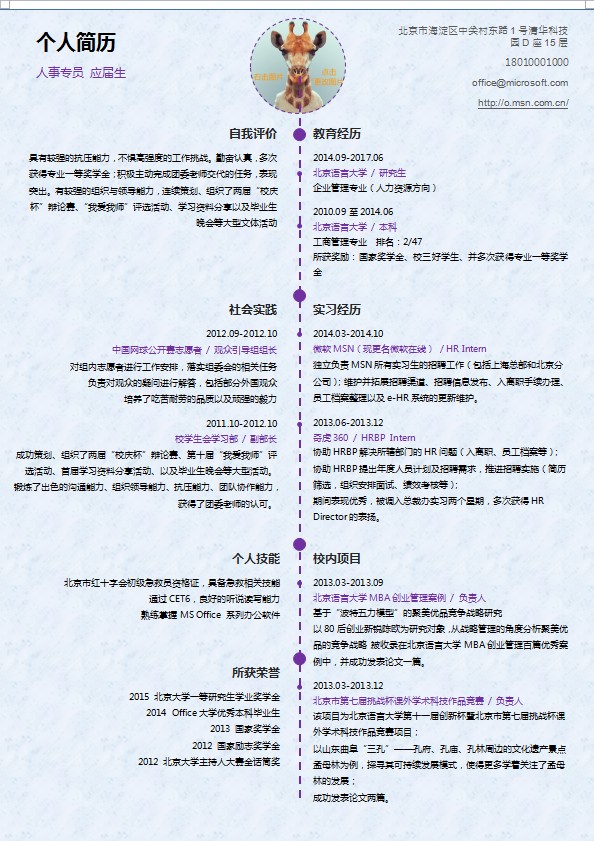 个人简历
人事专员 应届生
右击图片
点击
更改图片
北京市海淀区中关村东路 1 号清华科技
园 D 座 15 层
18010001000
office@microsoft.com
http://o.msn.com.cn/
自我评价
具有较强的抗压能力，不惧高强度的工作挑战。勤奋认真，多次
获得专业一等奖学金；积极主动完成团委老师交代的任务，表现
突出。有较强的组织与领导能力，连续策划、组织了两届“校庆
杯”辩论赛、“我爱我师”评选活动、学习资料分享以及毕业生
晚会等大型文体活动
教育经历
2014.09-2017.06
北京语言大学 / 研究生
企业管理专业（人力资源方向）
2010.09 至 2014.06
北京语言大学 / 本科
工商管理专业 排名：2/47
所获奖励：国家奖学金、校三好学生、并多次获得专业一等奖学
金
社会实践
2012.09-2012.10
中国网球公开赛志愿者 / 观众引导组组长
对组内志愿者进行工作安排，落实组委会的相关任务
负责对观众的疑问进行解答，包括部分外国观众
培养了吃苦耐劳的品质以及顽强的毅力
2011.10-2012.10
校学生会学习部 / 副部长
成功策划、组织了两届“校庆杯”辩论赛、第十届“我爱我师”评
选活动、首届学习资料分享活动、以及毕业生晚会等大型活动。
锻炼了出色的沟通能力、组织领导能力、抗压能力、团队协作能力，
获得了团委老师的认可。
实习经历
2014.03-2014.10
微软 MSN（现更名微软在线） / HR Intern
独立负责 MSN 所有实习生的招聘工作（包括上海总部和北京分
公司）；维护并拓展招聘渠道、招聘信息发布、入离职手续办理、
员工档案整理以及 e-HR 系统的更新维护。
2013.06-2013.12
奇虎 360 / HRBP Intern
协助 HRBP 解决所辖部门的 HR 问题（入离职、员工档案等）；
协助 HRBP 提出年度人员计划及招聘需求，推进招聘实施（简历
筛选，组织安排面试、绩效考核等）；
期间表现优秀，被调入总裁办实习两个星期，多次获得 HR
Director 的表扬。
个人技能
北京市红十字会初级急救员资格证，具备急救相关技能
通过 CET6，良好的听说读写能力
熟练掌握 MS Office 系列办公软件
校内项目
2013.03-2013.09
北京语言大学 MBA 创业管理案例 / 负责人
基于“波特五力模型”的聚美优品竞争战略研究
以 80 后创业新锐陈欧为研究对象，从战略管理的角度分析聚美优
品的竞争战略 被收录在北京语言大学 MBA 创业管理百篇优秀案
例中，并成功发表论文一篇。
2013.03-2013.12
北京市第七届挑战杯课外学术科技作品竞赛 / 负责人
该项目为北京语言大学第十一届创新杯暨北京市第七届挑战杯课
外学术科技作品竞赛项目；
以山东曲阜“三孔”——孔府、孔庙、孔林周边的文化遗产景点
孟母林为例，探寻其可持续发展模式，使得更多学着关注了孟母
林的发展；
成功发表论文两篇。
所获荣誉
2015 北京大学一等研究生学业奖学金
2014 Office 大学优秀本科毕业生
2013 国家奖学金
2012 国家励志奖学金
2012 北京大学主持人大赛金话筒奖